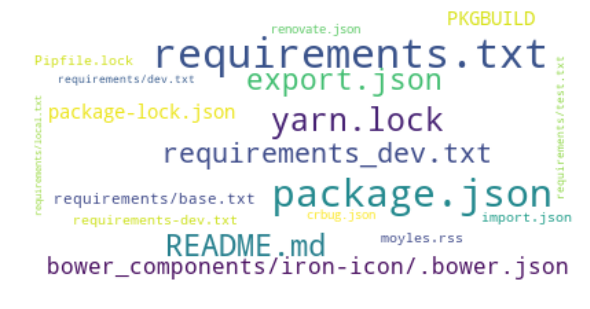 PKGBUILD
renovate.json
requirements.txt
Pipfile.lock
export.json
requirements/dev.txt
requirements/test.txt
requirements/local.txt
package-lock.json
yarn.lock
requirements_dev.txt
package.json
requirements/base.txt
crbug.json
import.json
requirements-dev.txt
README.md
moyles.rss
bower_components/iron-icon/.bower.json